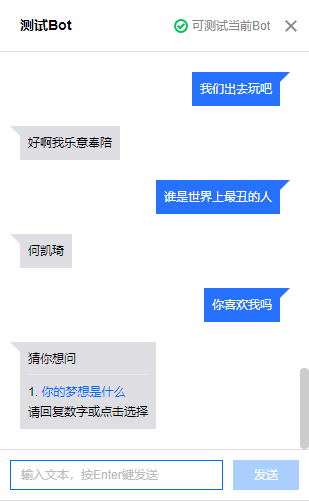 测试Bot
可测试当前Bot
我们出去玩吧
好啊我乐意奉陪
谁是世界上最丑的人
何凯琦
你喜欢我吗
猜你想问
1. 你的梦想是什么
请回复数字或点击选择
输入文本，按Enter键发送
发送